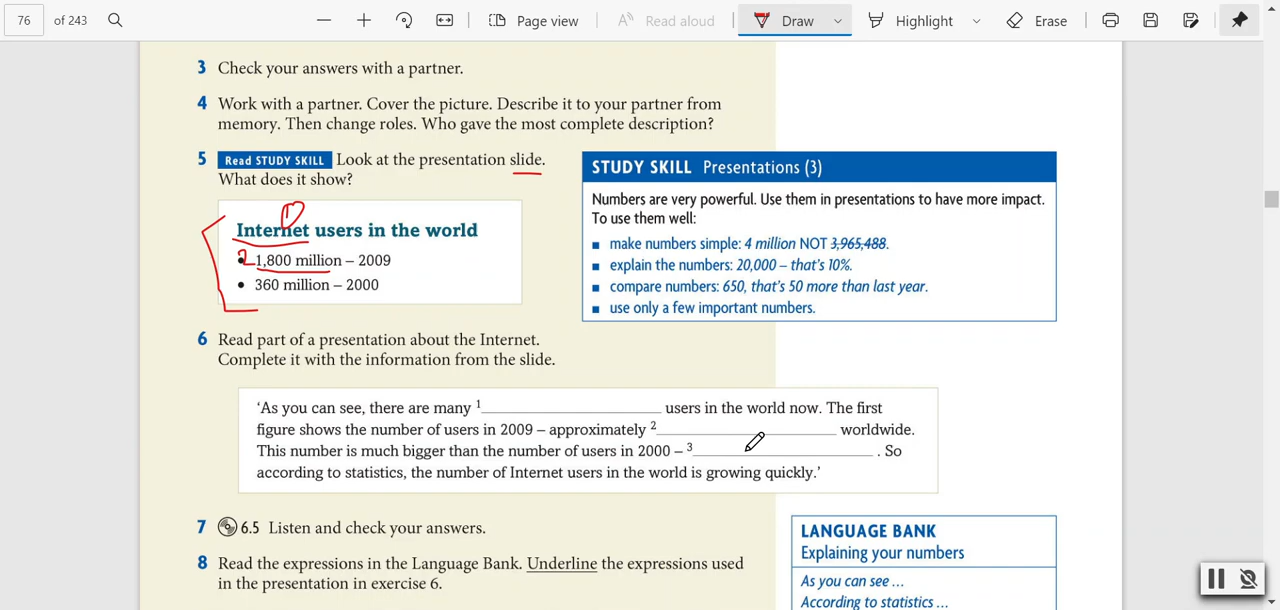 76 of 243 Page view Read aloud Draw Highlight Erase
3 Check your answers with a partner.
4 Work with a partner. Cover the picture. Describe it to your partner from
memory. Then change roles. Who gave the most complete description?
5 Read STUDY SKILL Look at the presentation slide.
What does it show?
1
Internet users in the world
2 • 1,800 million – 2009
• 360 million – 2000
STUDY SKILL Presentations (3)
Numbers are very powerful. Use them in presentations to have more impact.
To use them well:
■ make numbers simple: 4 million NOT 3,965,488.
■ explain the numbers: 20,000 – that's 10%.
■ compare numbers: 650, that's 50 more than last year.
■ use only a few important numbers.
6 Read part of a presentation about the Internet.
Complete it with the information from the slide.
'As you can see, there are many 1____________________ users in the world now. The first
figure shows the number of users in 2009 – approximately 2____________________ worldwide.
This number is much bigger than the number of users in 2000 – 3____________________ . So
according to statistics, the number of Internet users in the world is growing quickly.'
7 6.5 Listen and check your answers.
8 Read the expressions in the Language Bank. Underline the expressions used
in the presentation in exercise 6.
LANGUAGE BANK
Explaining your numbers
As you can see ...
According to statistics ...